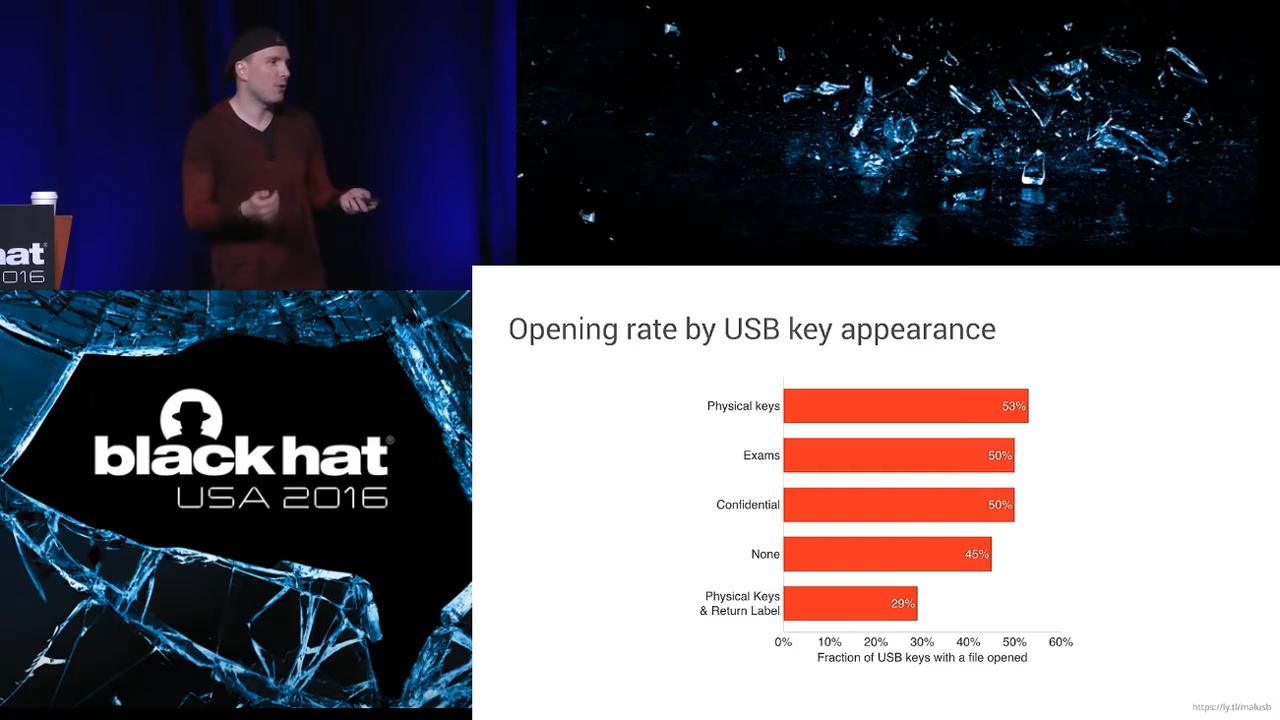 hat
2016
black hat
USA 2016
Opening rate by USB key appearance
Physical keys
53%
Exams
50%
Confidential
50%
None
45%
Physical Keys
& Return Label
29%
0% 10% 20% 30% 40% 50% 60%
Fraction of USB keys with a file opened
https://ly.tl/malusb